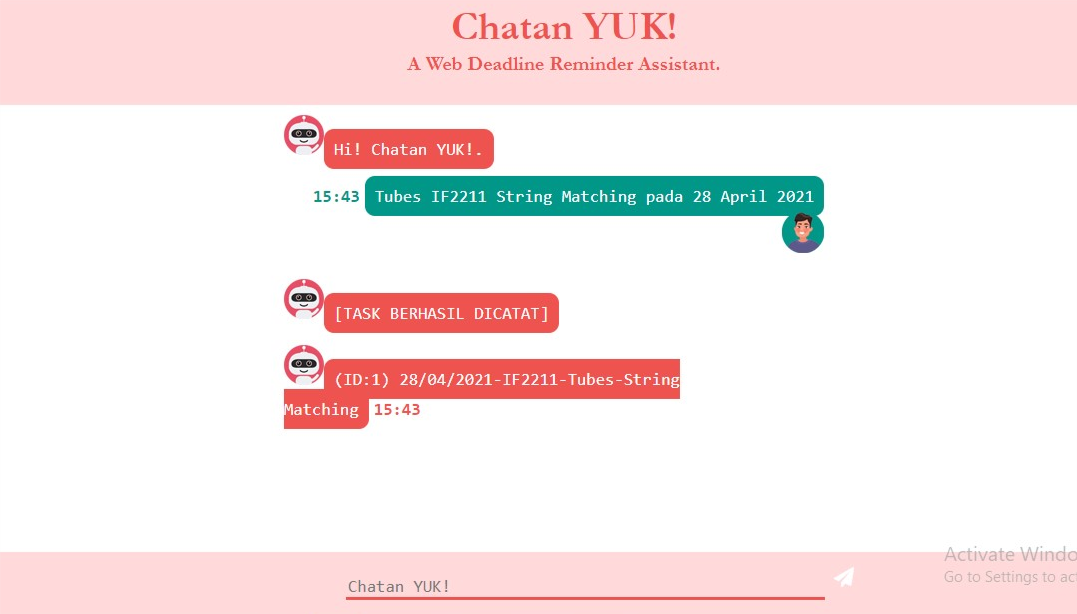 Chatan YUK!
A Web Deadline Reminder Assistant.
Hi! Chatan YUK!.
15:43 Tubes IF2211 String Matching pada 28 April 2021
[TASK BERHASIL DICATAT]
(ID:1) 28/04/2021-IF2211-Tubes-String
Matching 15:43
Activate Windo
Go to Settings to act
Chatan YUK!